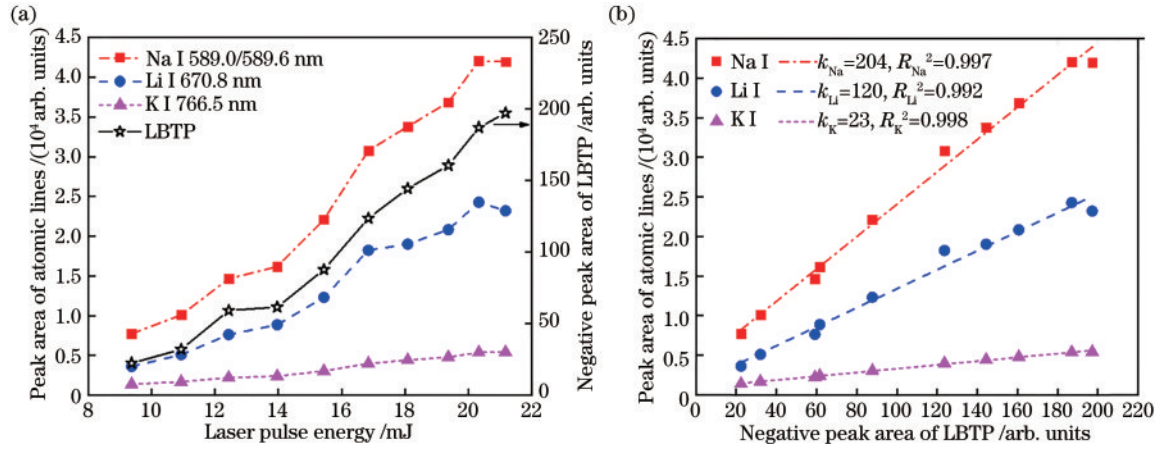 (a)
Peak area of atomic lines /(10⁴ arb. units)
4.5
4.0
3.5
3.0
2.5
2.0
1.5
1.0
0.5
0
Na I 589.0/589.6 nm
Li I 670.8 nm
K I 766.5 nm
LBTP
250
200
150
100
50
0
Negative peak area of LBTP /arb. units
8 10 12 14 16 18 20 22
Laser pulse energy /mJ
(b)
Peak area of atomic lines /(10⁴ arb. units)
4.5
4.0
3.5
3.0
2.5
2.0
1.5
1.0
0.5
0
Na I k_Na=204, R_Na²=0.997
Li I k_Li=120, R_Li²=0.992
K I k_K=23, R_K²=0.998
0 20 40 60 80 100 120 140 160 180 200 220
Negative peak area of LBTP /arb. units